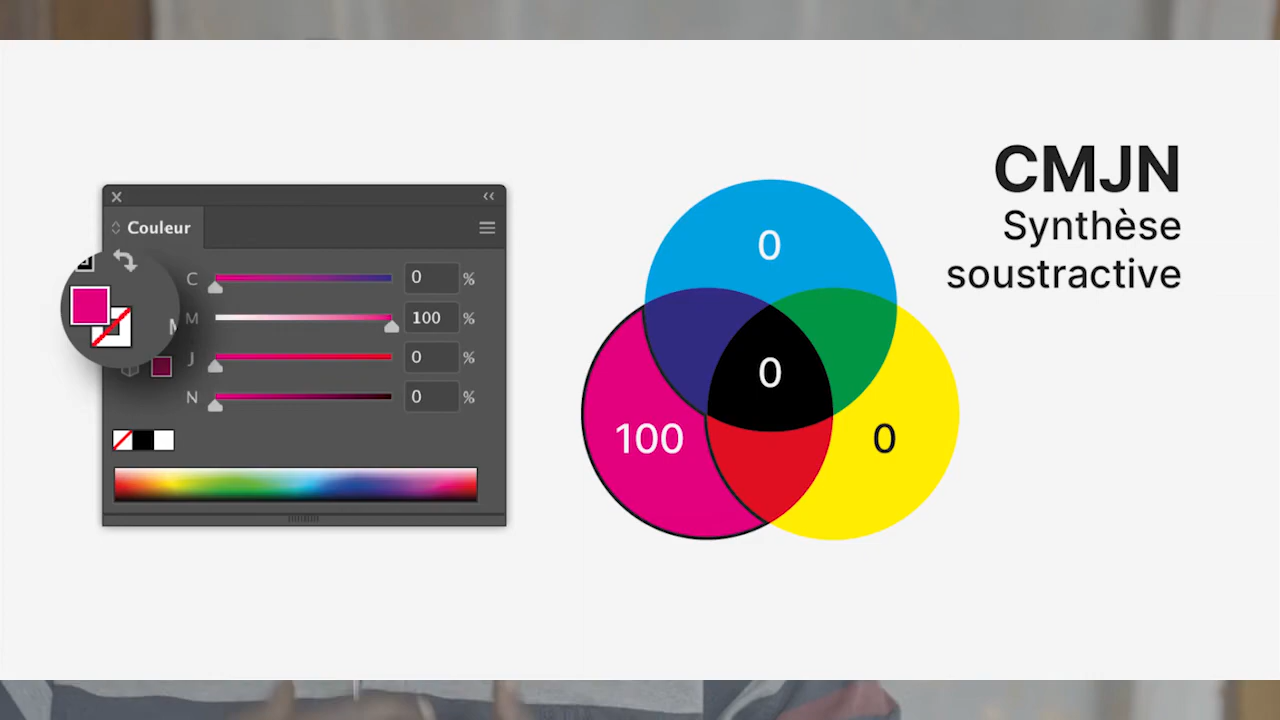 Couleur
C 0 %
M 100 %
J 0 %
N 0 %
M
0
0
100
0
CMJN
Synthèse
soustractive